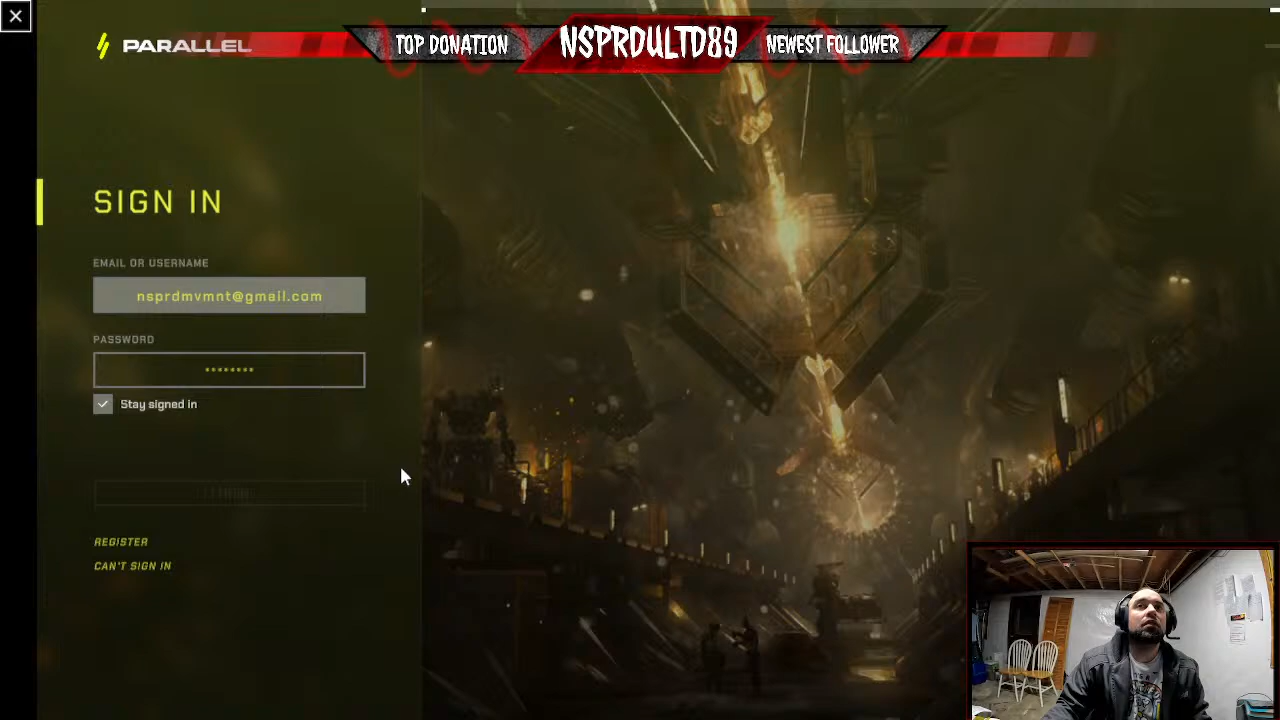 PARALLEL
TOP DONATION
NSPRDULTD89
NEWEST FOLLOWER
SIGN IN
EMAIL OR USERNAME
nsprdmvmnt@gmail.com
PASSWORD
********
Stay signed in
REGISTER
CAN'T SIGN IN